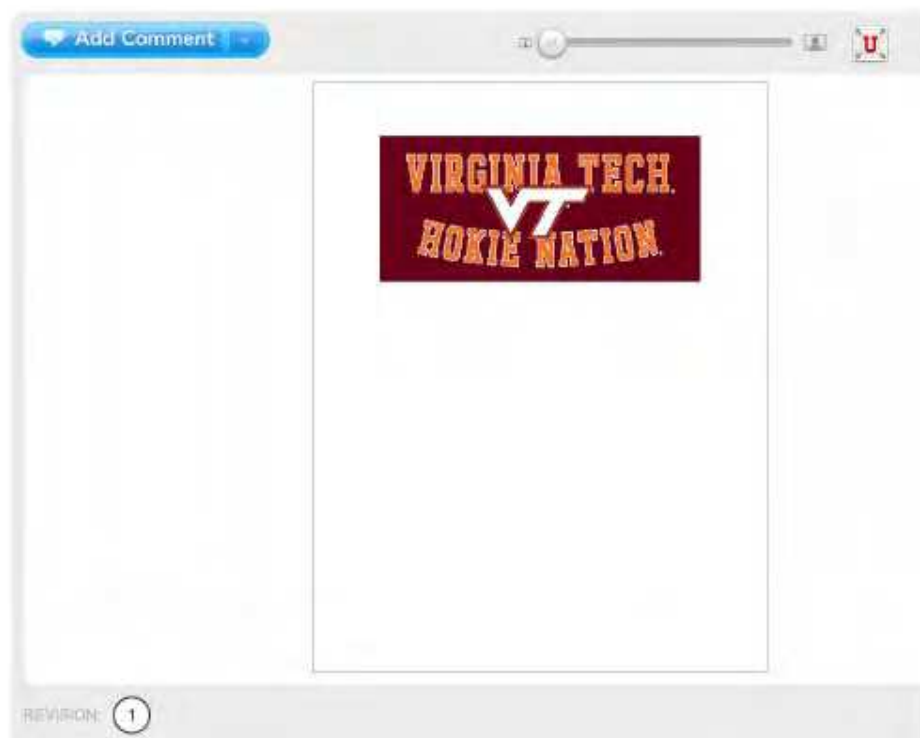 Add Comment
U
VIRGINIA TECH.
VT
HOKIE NATION.
REVISION: 1